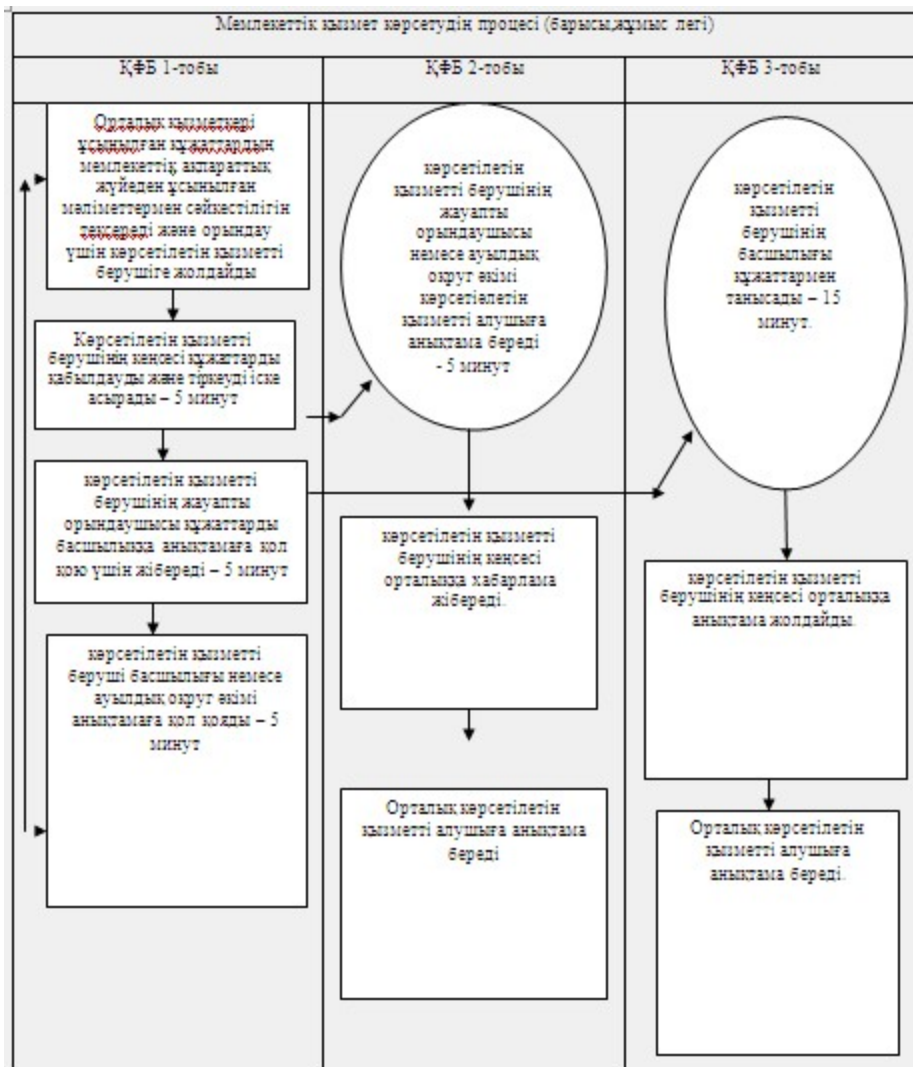 Мемлекеттік қызмет көрсетудің процесі (барысы,жұмыс легі)
ҚФБ 1-тобы
ҚФБ 2-тобы
ҚФБ 3-тобы
Орталық қызметкері
ұсынылған құжаттардың
мемлекеттік ақпараттық
жүйеден ұсынылған
мәліметтермен сәйкестілігін
тексереді және орындау
үшін көрсетілетін қызметті
берушіге жолдайды
Көрсетілетін қызметті
берушінің кеңсесі құжаттарды
қабылдауды және тіркеуді іске
асырады – 5 минут
көрсетілетін қызметті
берушінің жауапты
орындаушысы құжаттарды
басшылыққа анықтамаға қол
қою үшін жібереді – 5 минут
көрсетілетін қызметті
беруші басшылығы немесе
ауылдық округ әкімі
анықтамаға қол қояды – 5
минут
көрсетілетін
қызметті берушінің
жауапты
орындаушысы
немесе ауылдық
округ әкімі
көрсетіөлетін
қызметті алушыға
анықтама береді
- 5 минут
көрсетілетін қызметті
берушінің кеңсесі
орталыққа хабарлама
жібереді.
Орталық көрсетілетін
қызметті алушыға анықтама
береді
көрсетілетін
қызметті
берушінің
басшылығы
құжаттармен
танысады – 15
минут.
көрсетілетін қызметті
берушінің кеңсесі орталыққа
анықтама жолдайды.
Орталық көрсетілетін
қызметті алушыға
анықтама береді.